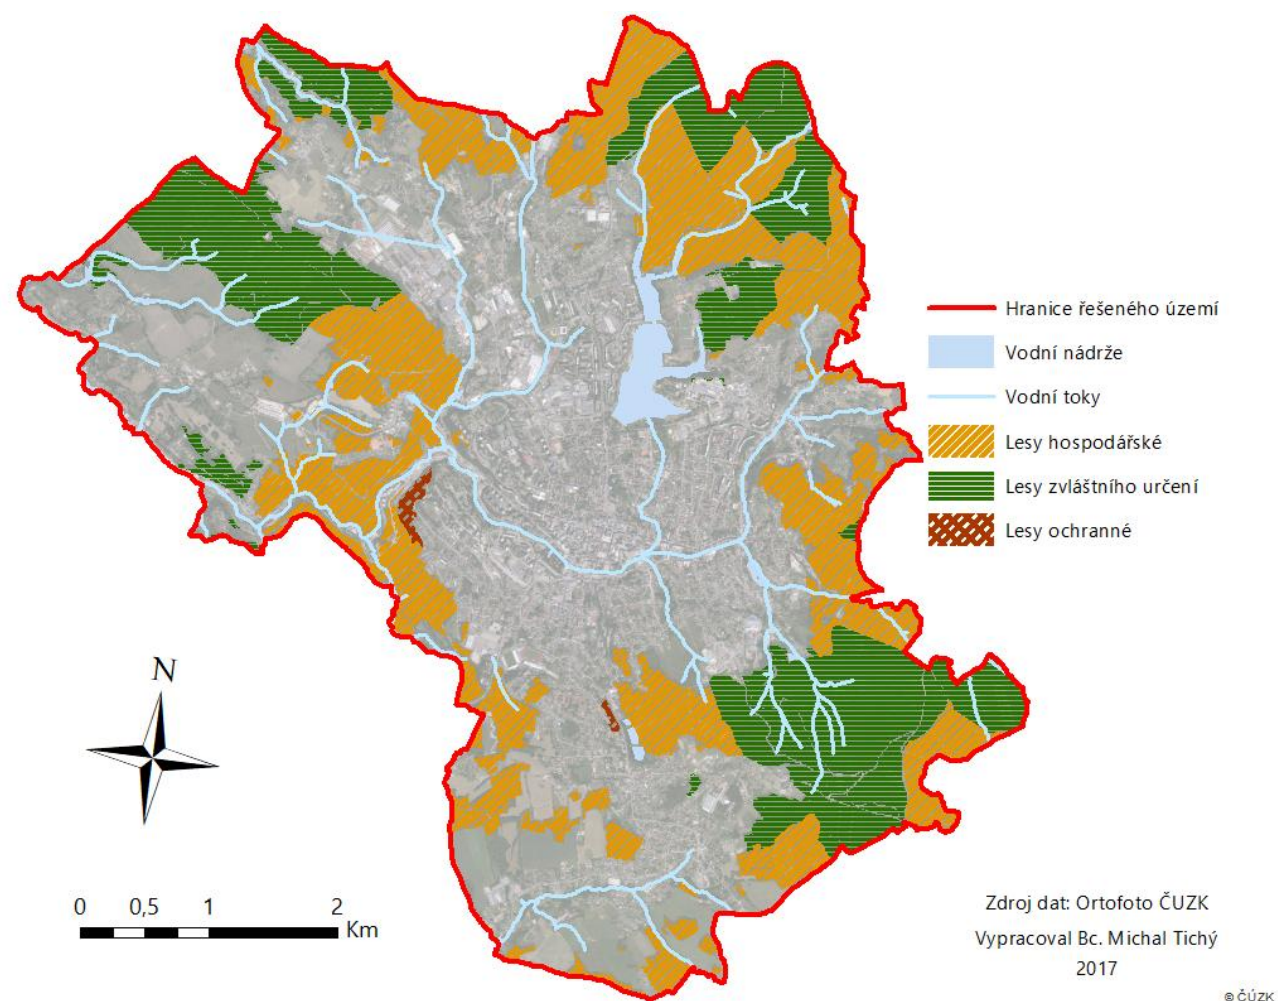 Hranice řešeného území
Vodní nádrže
Vodní toky
Lesy hospodářské
Lesy zvláštního určení
Lesy ochranné
N
0 0,5 1 2
Km
Zdroj dat: Ortofoto ČUZK
Vypracoval Bc. Michal Tichý
2017
© ČÚZK